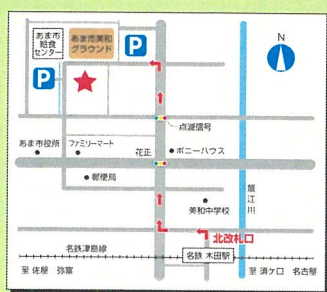 あま市
給食
センター
あま市美和
グラウンド
P
N
P
点滅信号
あま市役所
ファミリーマート
花正
ポニーハウス
郵便局
美和中学校
蟹江川
北改札口
名鉄津島線
名鉄 木田駅
至 佐屋 弥富
至 須ケ口 名古屋